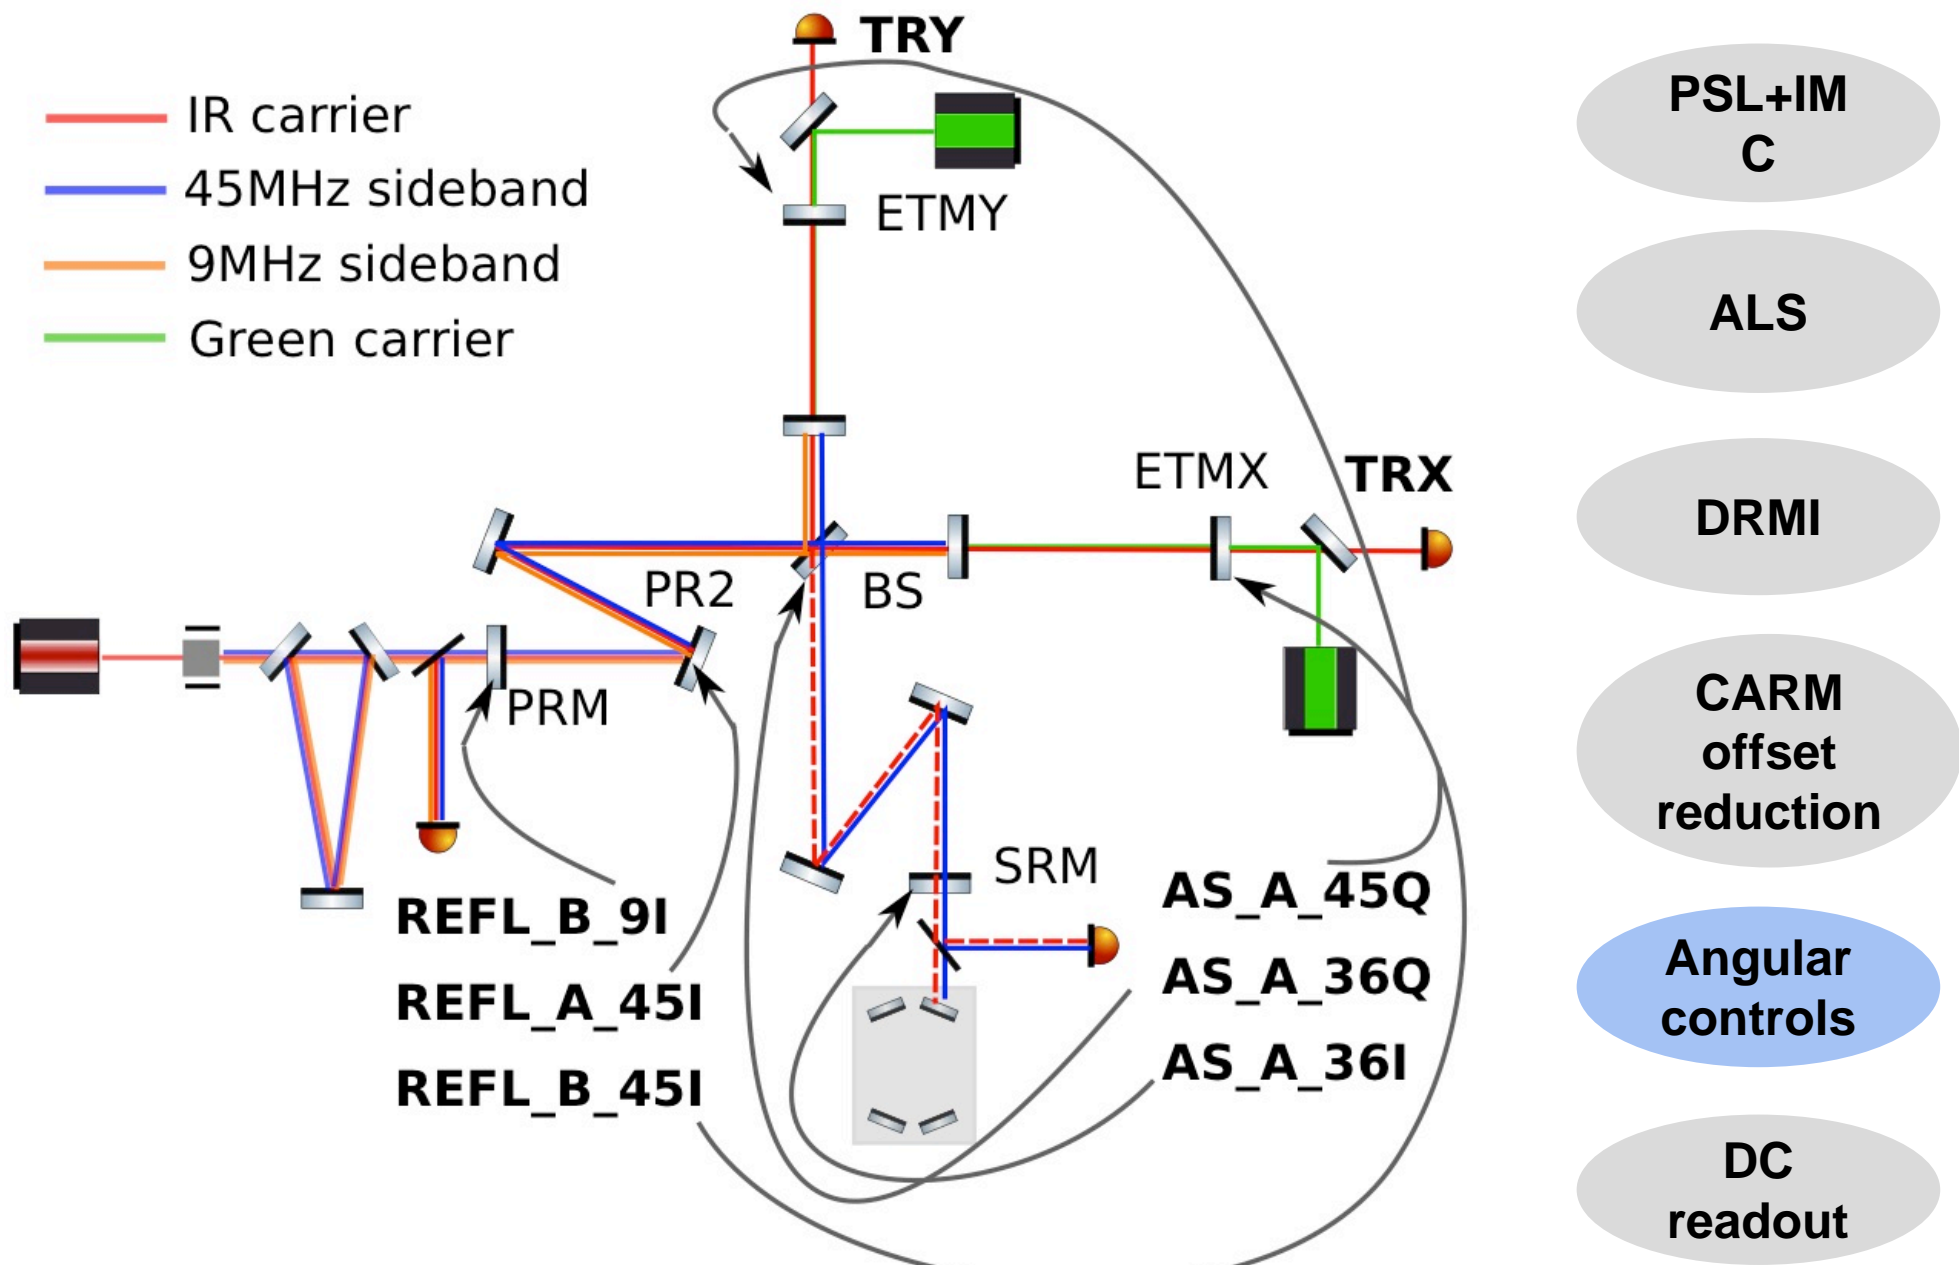 TRY
IR carrier
45MHz sideband
9MHz sideband
Green carrier
ETMY
ETMX
TRX
PR2
BS
PRM
SRM
REFL_B_9I
REFL_A_45I
REFL_B_45I
AS_A_45Q
AS_A_36Q
AS_A_36I
PSL+IM
C
ALS
DRMI
CARM
offset
reduction
Angular
controls
DC
readout